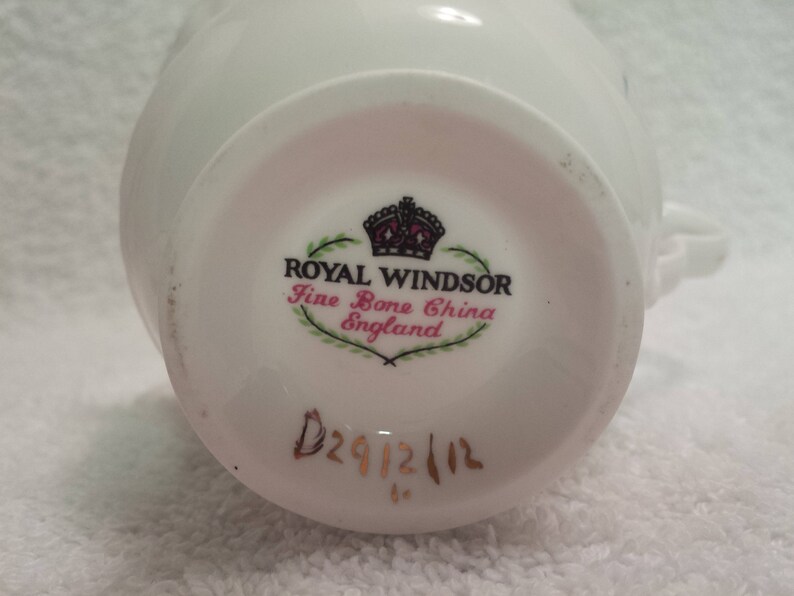 ROYAL WINDSOR
Fine Bone China
England
D2912/12